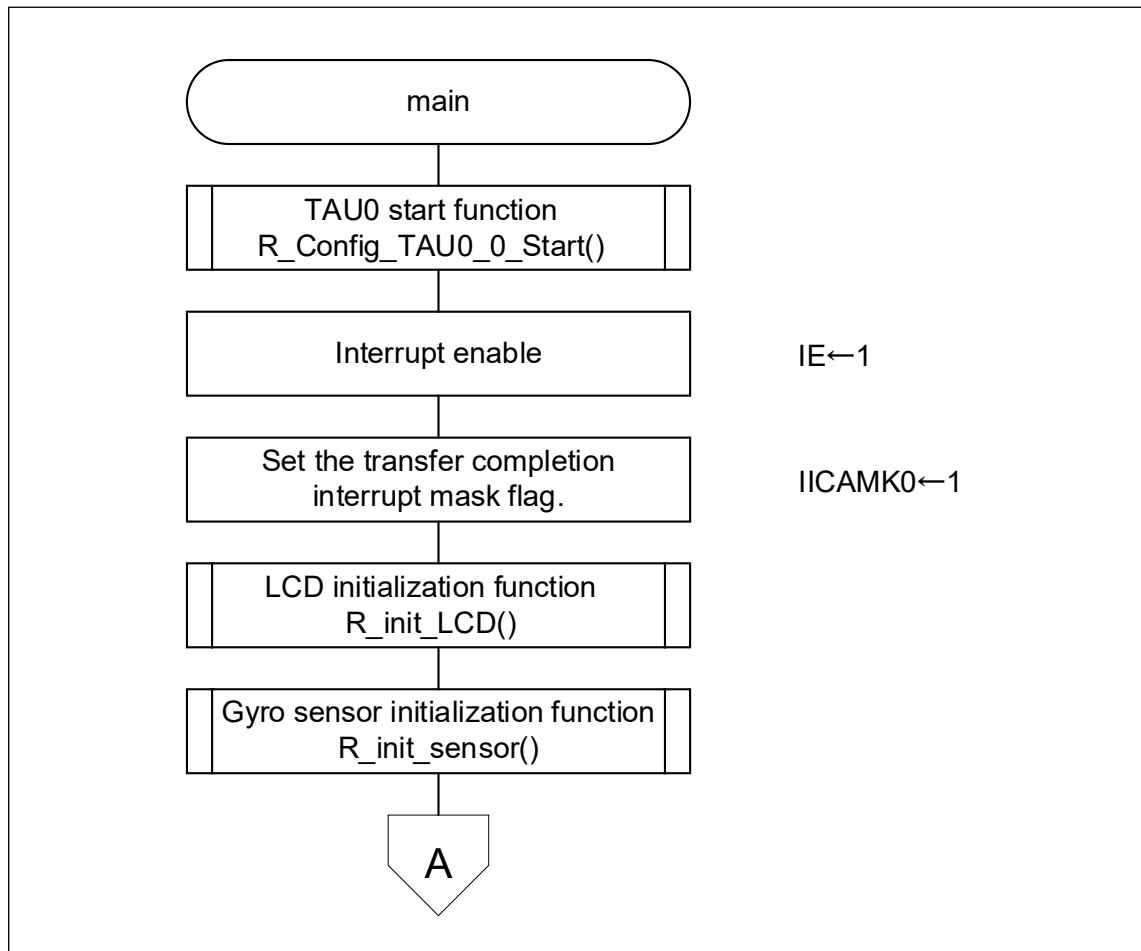 main
TAU0 start function
R_Config_TAU0_0_Start()
Interrupt enable
IE←1
Set the transfer completion
interrupt mask flag.
IICAMK0←1
LCD initialization function
R_init_LCD()
Gyro sensor initialization function
R_init_sensor()
A